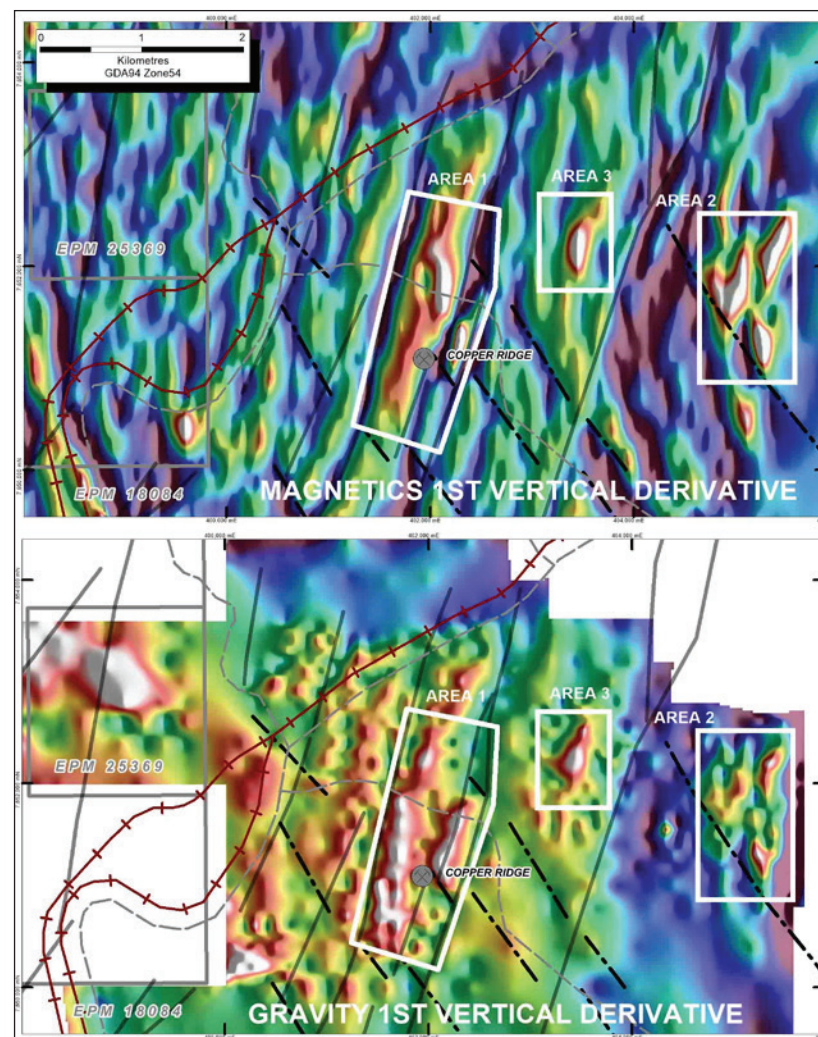 0 1 2
Kilometres
GDA94 Zone54
AREA 1
AREA 3
AREA 2
EPM 25369
COPPER RIDGE
EPM 18084
MAGNETICS 1ST VERTICAL DERIVATIVE
AREA 1
AREA 3
AREA 2
EPM 25369
COPPER RIDGE
EPM 18084
GRAVITY 1ST VERTICAL DERIVATIVE